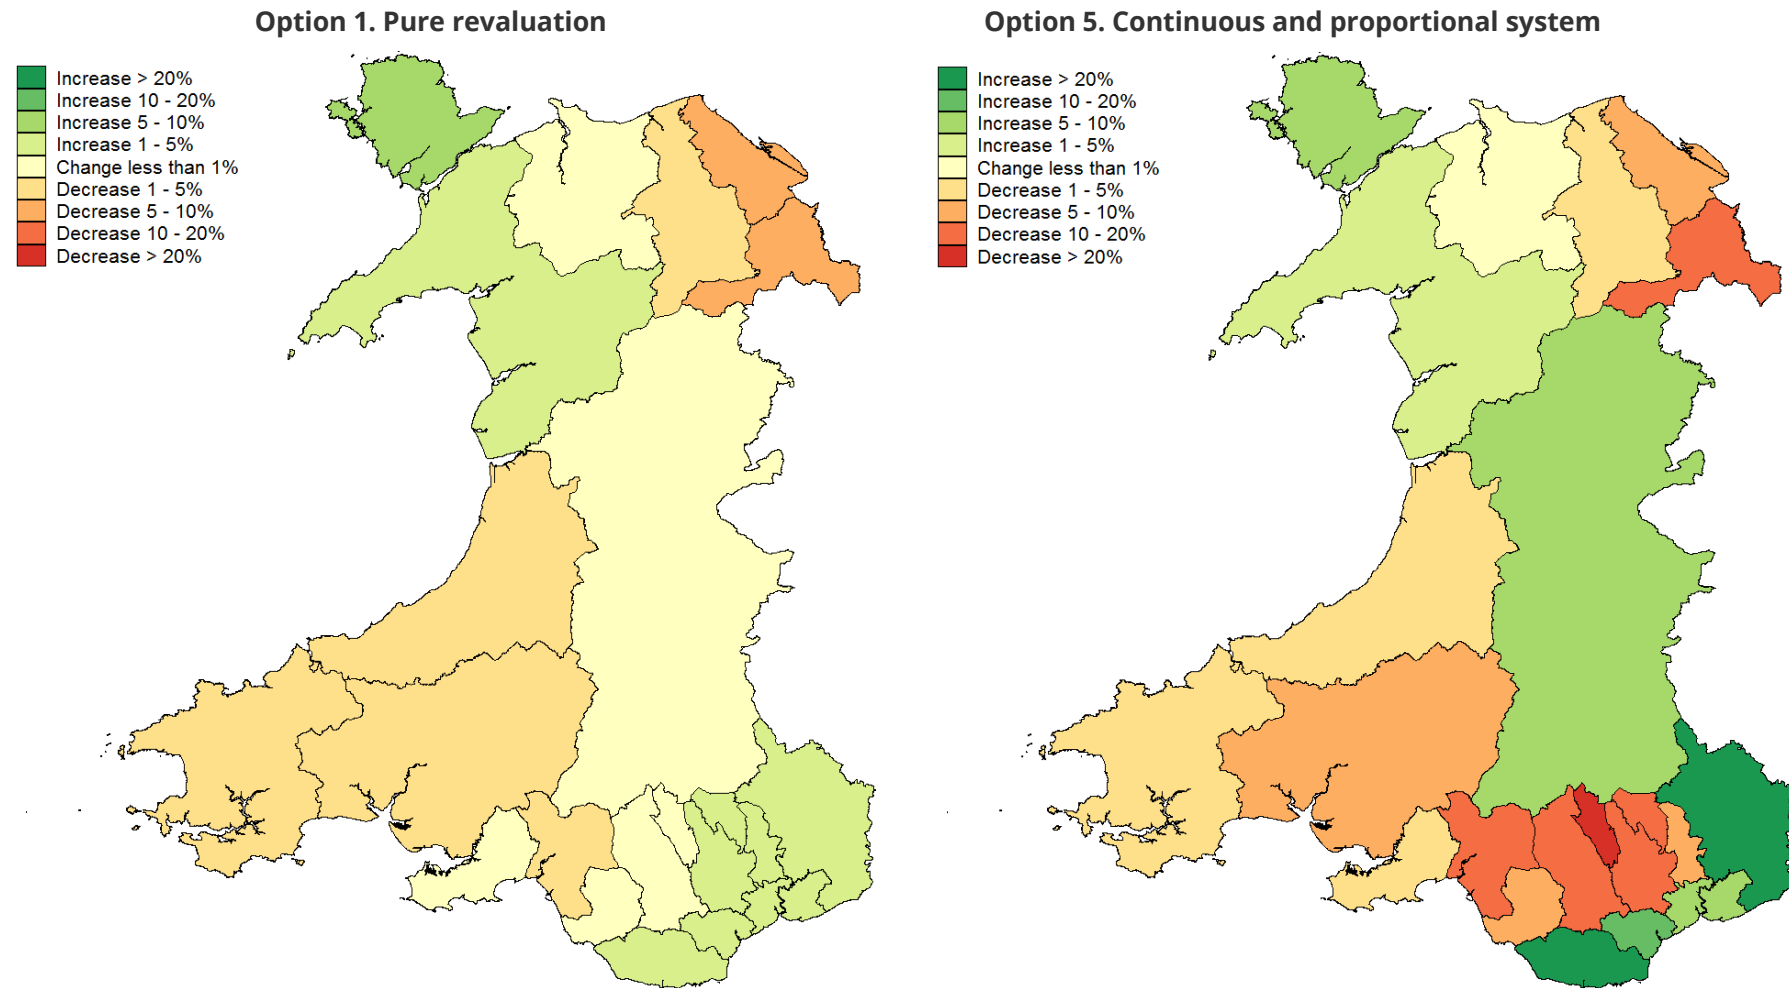 Option 1. Pure revaluation
Increase > 20%
Increase 10 - 20%
Increase 5 - 10%
Increase 1 - 5%
Change less than 1%
Decrease 1 - 5%
Decrease 5 - 10%
Decrease 10 - 20%
Decrease > 20%
Option 5. Continuous and proportional system
Increase > 20%
Increase 10 - 20%
Increase 5 - 10%
Increase 1 - 5%
Change less than 1%
Decrease 1 - 5%
Decrease 5 - 10%
Decrease 10 - 20%
Decrease > 20%